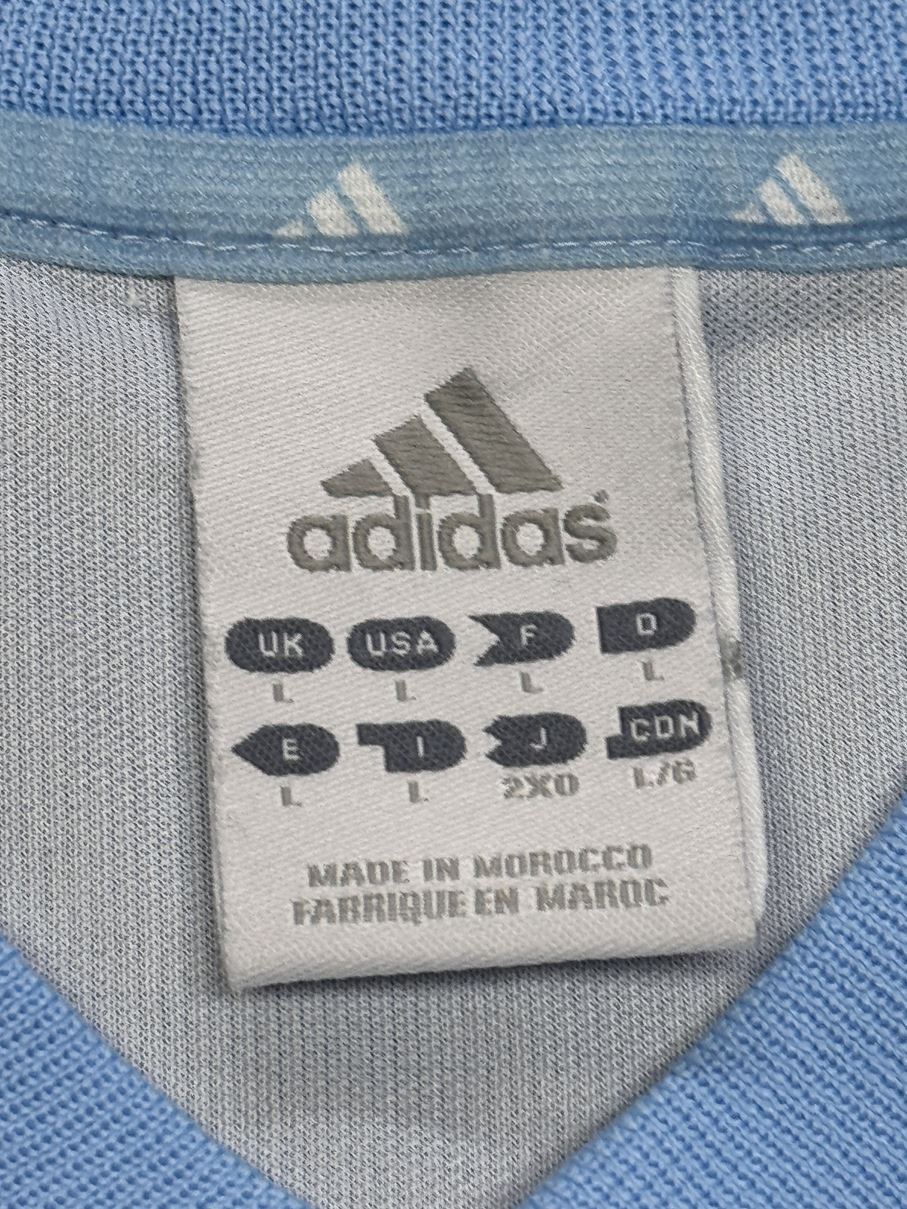 adidas®
UK USA F D
L L L L
E I J CDN
L L 2XO L/G
MADE IN MOROCCO
FABRIQUE EN MAROC